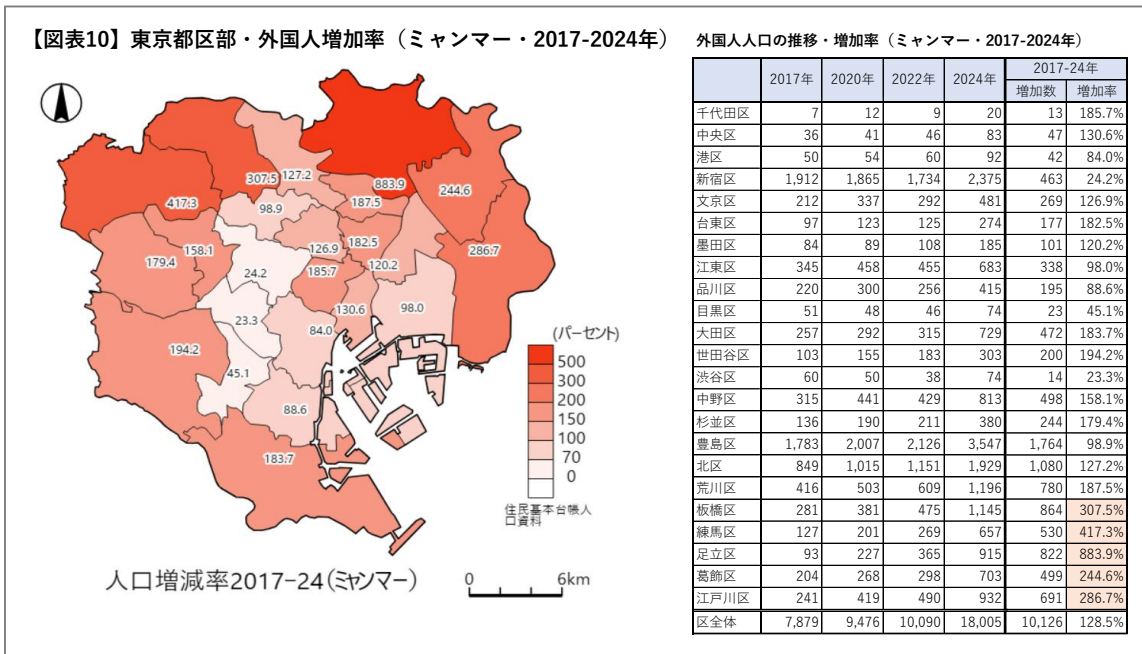 【図表10】東京都区部・外国人増加率（ミャンマー・2017-2024年）
307.5
127.2
883.9
244.6
417.3
98.9
187.5
158.1
126.9
182.5
286.7
179.4
24.2
185.7
120.2
23.3
130.6
98.0
84.0
194.2
45.1
88.6
183.7
(パーセント)
500
300
200
150
100
70
0
住民基本台帳人
口資料
人口増減率2017-24(ミャンマー)
0 6km
外国人人口の推移・増加率（ミャンマー・2017-2024年）
2017年 2020年 2022年 2024年 2017-24年
増加数 増加率
千代田区 7 12 9 20 13 185.7%
中央区 36 41 46 83 47 130.6%
港区 50 54 60 92 42 84.0%
新宿区 1,912 1,865 1,734 2,375 463 24.2%
文京区 212 337 292 481 269 126.9%
台東区 97 123 125 274 177 182.5%
墨田区 84 89 108 185 101 120.2%
江東区 345 458 455 683 338 98.0%
品川区 220 300 256 415 195 88.6%
目黒区 51 48 46 74 23 45.1%
大田区 257 292 315 729 472 183.7%
世田谷区 103 155 183 303 200 194.2%
渋谷区 60 50 38 74 14 23.3%
中野区 315 441 429 813 498 158.1%
杉並区 136 190 211 380 244 179.4%
豊島区 1,783 2,007 2,126 3,547 1,764 98.9%
北区 849 1,015 1,151 1,929 1,080 127.2%
荒川区 416 503 609 1,196 780 187.5%
板橋区 281 381 475 1,145 864 307.5%
練馬区 127 201 269 657 530 417.3%
足立区 93 227 365 915 822 883.9%
葛飾区 204 268 298 703 499 244.6%
江戸川区 241 419 490 932 691 286.7%
区全体 7,879 9,476 10,090 18,005 10,126 128.5%